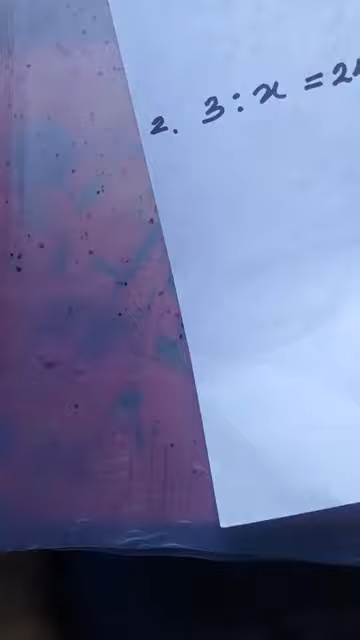 2. 3 : x = 2